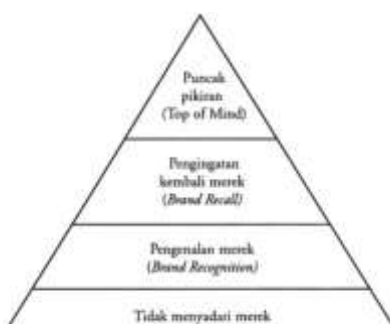 Puncak
pikiran
(Top of Mind)
Pengingatan
kembali merek
(Brand Recall)
Pengenalan merek
(Brand Recognition)
Tidak menyadari merek